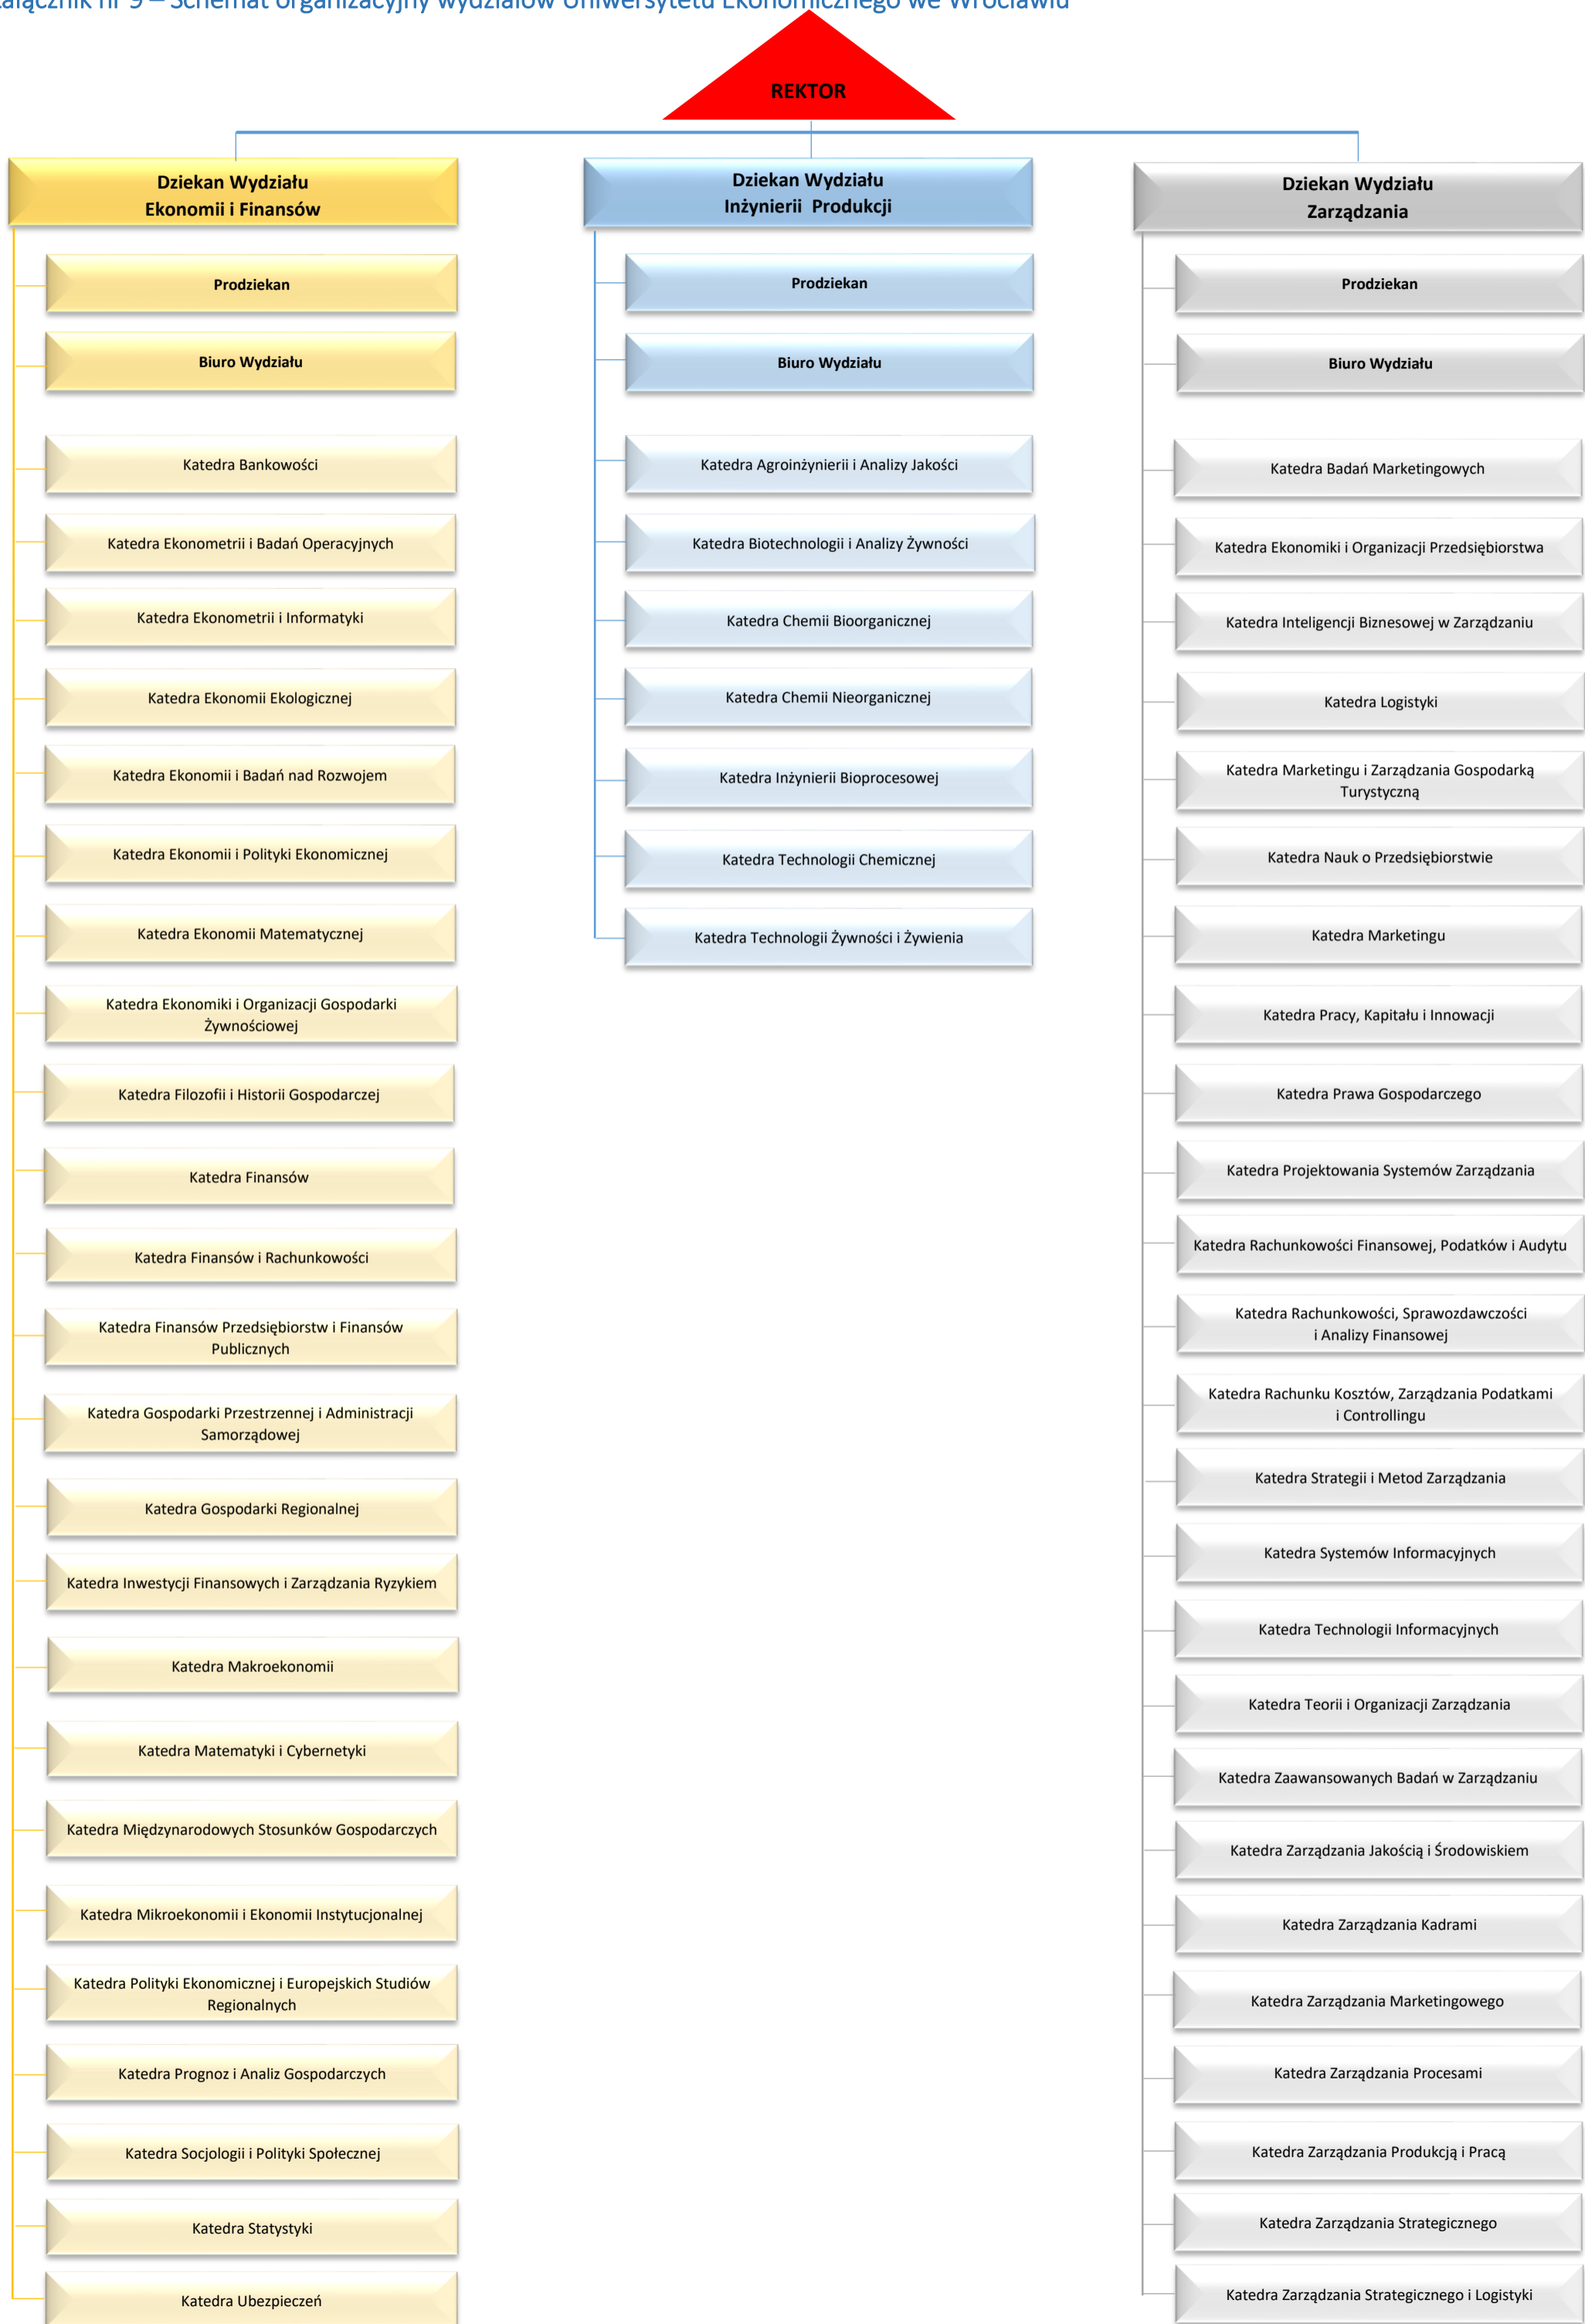 Załącznik nr 9 – Schemat organizacyjny wydziałów Uniwersytetu Ekonomicznego we Wrocławiu
REKTOR
Dziekan Wydziału
Ekonomii i Finansów
Prodziekan
Biuro Wydziału
Katedra Bankowości
Katedra Ekonometrii i Badań Operacyjnych
Katedra Ekonometrii i Informatyki
Katedra Ekonomii Ekologicznej
Katedra Ekonomii i Badań nad Rozwojem
Katedra Ekonomii i Polityki Ekonomicznej
Katedra Ekonomii Matematycznej
Katedra Ekonomiki i Organizacji Gospodarki
Żywnościowej
Katedra Filozofii i Historii Gospodarczej
Katedra Finansów
Katedra Finansów i Rachunkowości
Katedra Finansów Przedsiębiorstw i Finansów
Publicznych
Katedra Gospodarki Przestrzennej i Administracji
Samorządowej
Katedra Gospodarki Regionalnej
Katedra Inwestycji Finansowych i Zarządzania Ryzykiem
Katedra Makroekonomii
Katedra Matematyki i Cybernetyki
Katedra Międzynarodowych Stosunków Gospodarczych
Katedra Mikroekonomii i Ekonomii Instytucjonalnej
Katedra Polityki Ekonomicznej i Europejskich Studiów
Regionalnych
Katedra Prognoz i Analiz Gospodarczych
Katedra Socjologii i Polityki Społecznej
Katedra Statystyki
Katedra Ubezpieczeń
Dziekan Wydziału
Inżynierii Produkcji
Prodziekan
Biuro Wydziału
Katedra Agroinżynierii i Analizy Jakości
Katedra Biotechnologii i Analizy Żywności
Katedra Chemii Bioorganicznej
Katedra Chemii Nieorganicznej
Katedra Inżynierii Bioprocesowej
Katedra Technologii Chemicznej
Katedra Technologii Żywności i Żywienia
Dziekan Wydziału
Zarządzania
Prodziekan
Biuro Wydziału
Katedra Badań Marketingowych
Katedra Ekonomiki i Organizacji Przedsiębiorstwa
Katedra Inteligencji Biznesowej w Zarządzaniu
Katedra Logistyki
Katedra Marketingu i Zarządzania Gospodarką
Turystyczną
Katedra Nauk o Przedsiębiorstwie
Katedra Marketingu
Katedra Pracy, Kapitału i Innowacji
Katedra Prawa Gospodarczego
Katedra Projektowania Systemów Zarządzania
Katedra Rachunkowości Finansowej, Podatków i Audytu
Katedra Rachunkowości, Sprawozdawczości
i Analizy Finansowej
Katedra Rachunku Kosztów, Zarządzania Podatkami
i Controllingu
Katedra Strategii i Metod Zarządzania
Katedra Systemów Informacyjnych
Katedra Technologii Informacyjnych
Katedra Teorii i Organizacji Zarządzania
Katedra Zaawansowanych Badań w Zarządzaniu
Katedra Zarządzania Jakością i Środowiskiem
Katedra Zarządzania Kadrami
Katedra Zarządzania Marketingowego
Katedra Zarządzania Procesami
Katedra Zarządzania Produkcją i Pracą
Katedra Zarządzania Strategicznego
Katedra Zarządzania Strategicznego i Logistyki